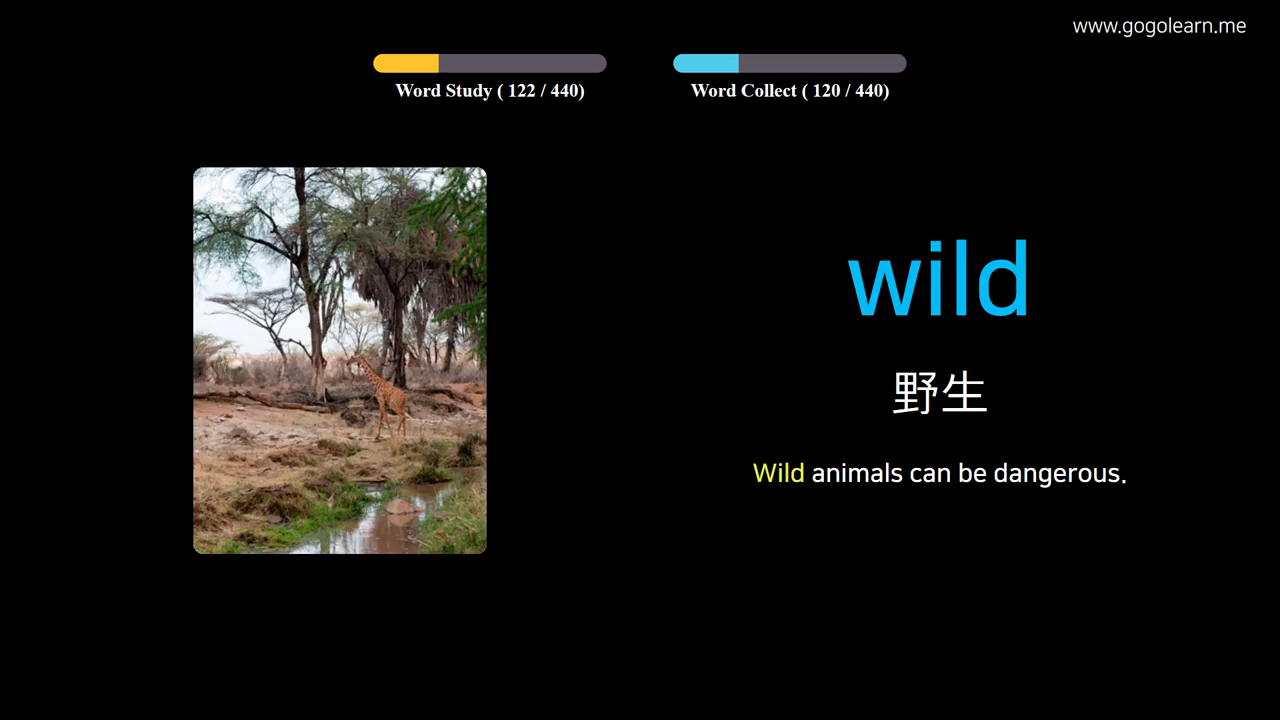 www.gogolearn.me
Word Study ( 122 / 440)
Word Collect ( 120 / 440)
wild
野生
Wild animals can be dangerous.